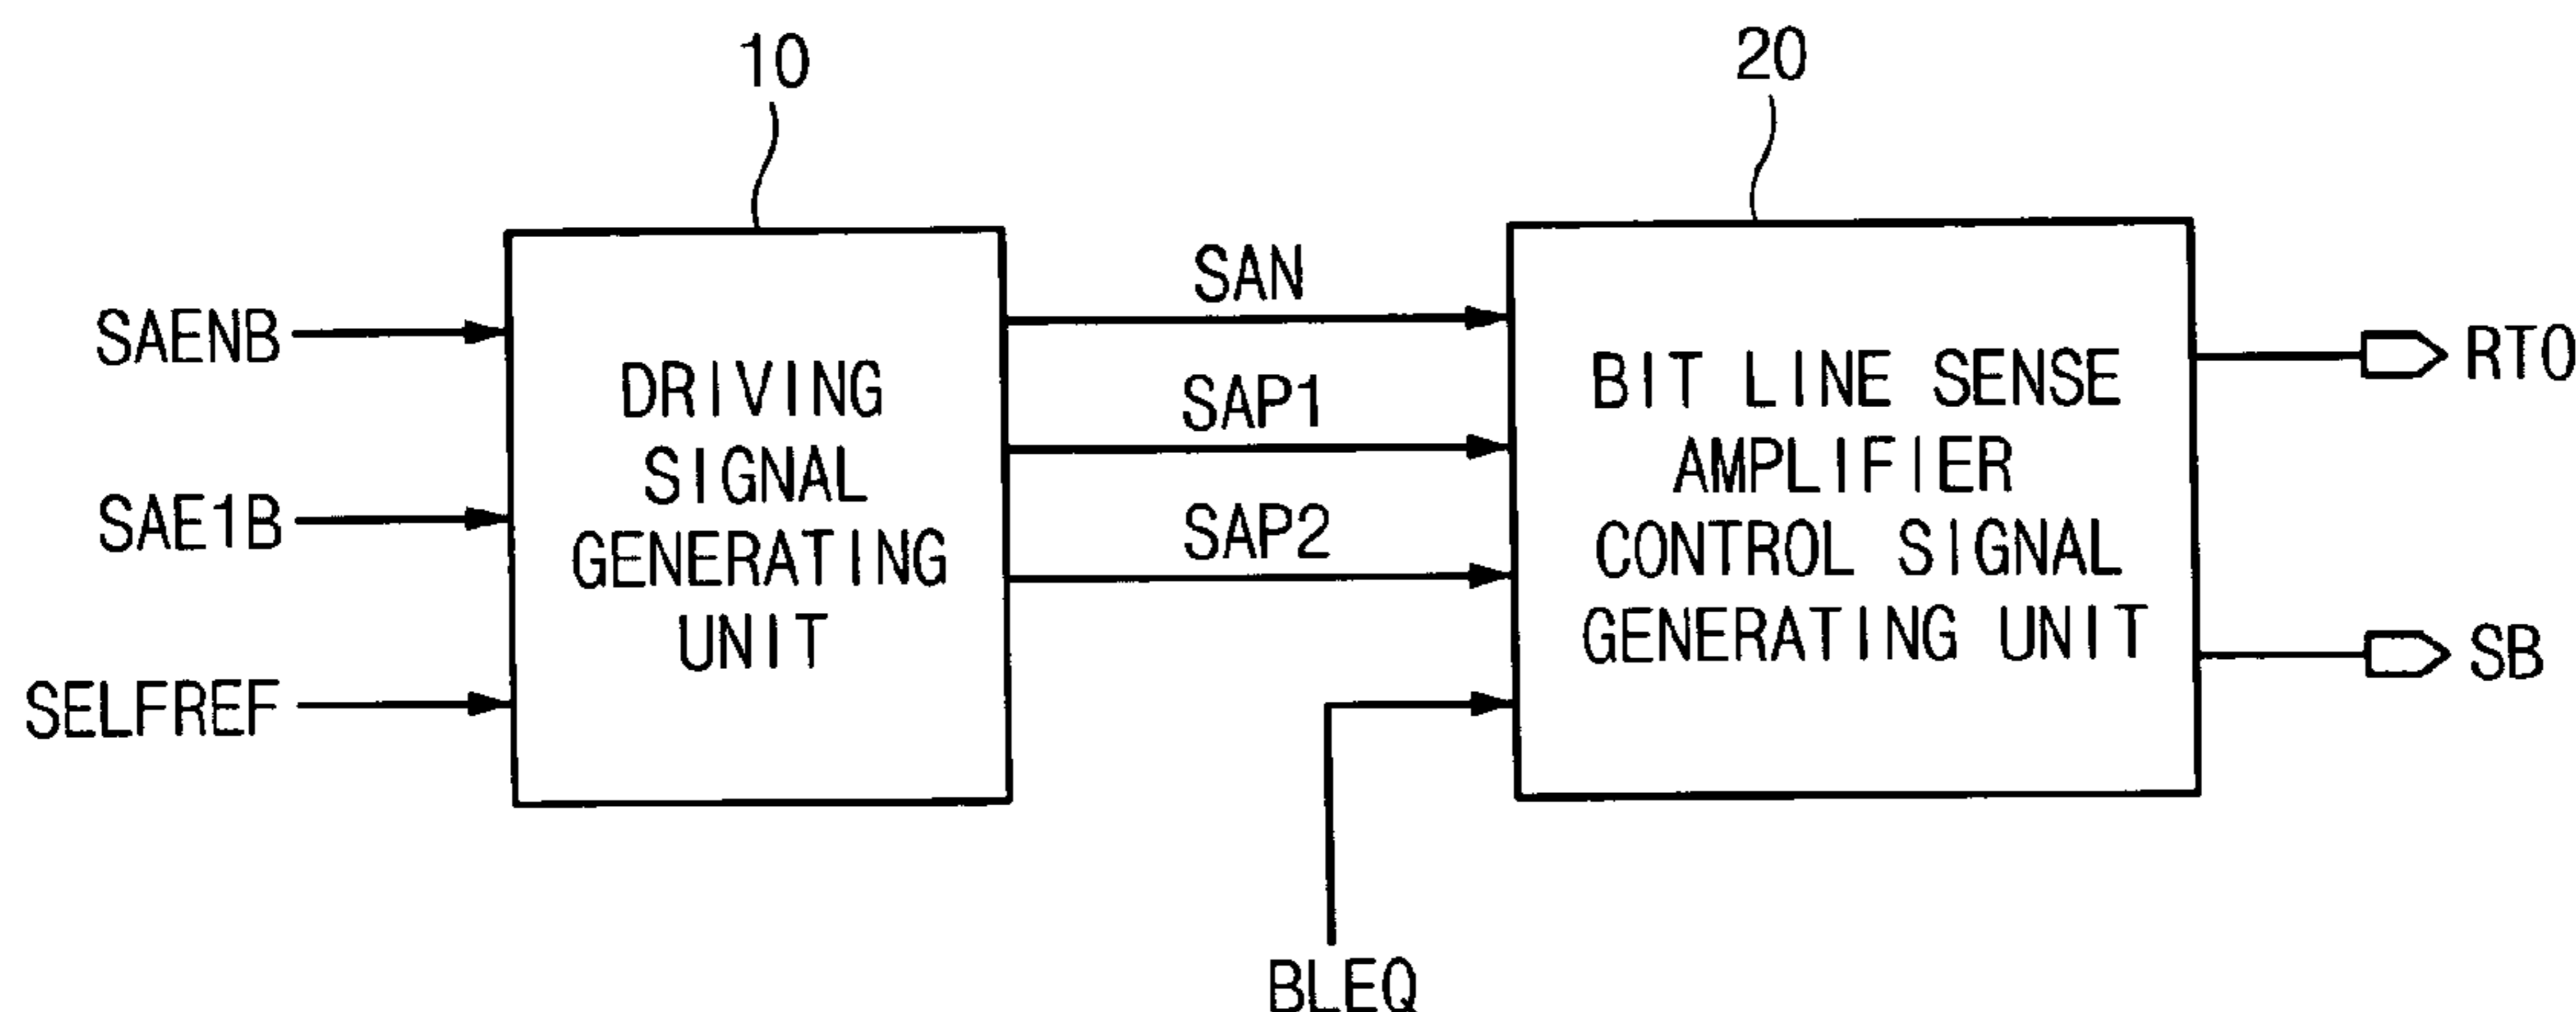 10
20
SAENB
SAE1B
SELFREF
DRIVING
SIGNAL
GENERATING
UNIT
SAN
SAP1
SAP2
BLEQ
BIT LINE SENSE
AMPLIFIER
CONTROL SIGNAL
GENERATING UNIT
RTO
SB